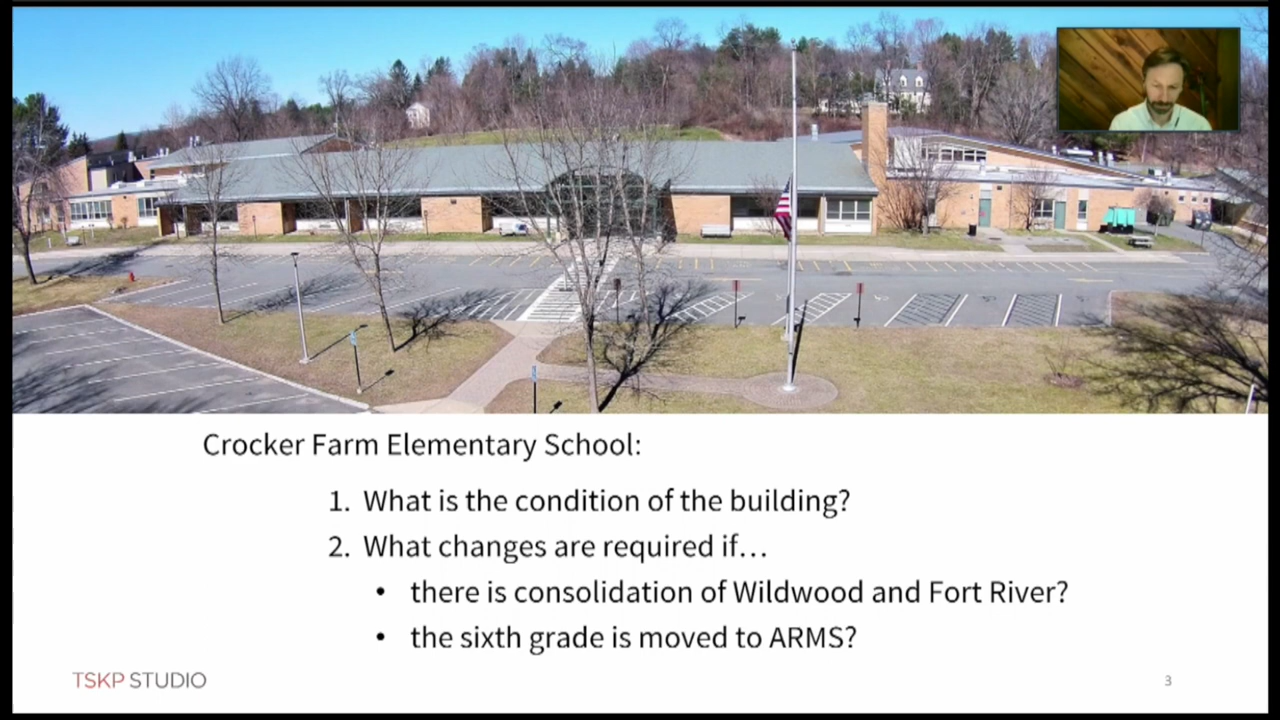 Crocker Farm Elementary School:
1. What is the condition of the building?
2. What changes are required if…
• there is consolidation of Wildwood and Fort River?
• the sixth grade is moved to ARMS?
TSKP STUDIO
3